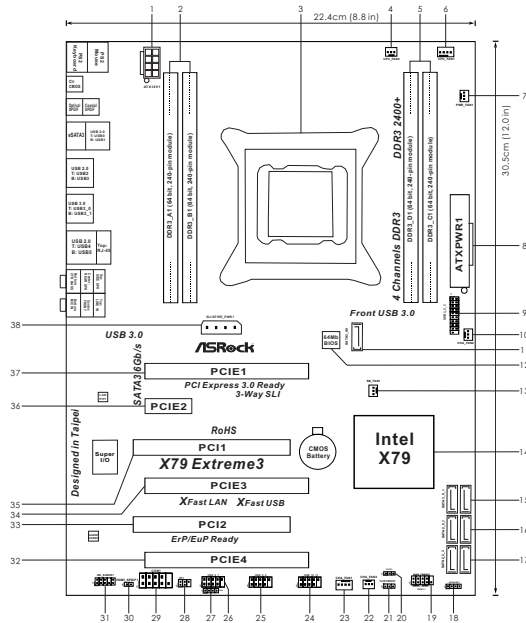 22.4cm (8.8 in)
1
2
3
4
5
6
7
8
9
10
12
13
14
15
16
18
19
20
21
22
23
24
25
26
27
28
29
30
31
32
33
34
35
36
37
38
30.5cm (12.0 in)
PS2
Keyboard
PS2
Mouse
Clr
CMOS
Optical
SPDIF
Coaxial
SPDIF
eSATA3
USB 2.0
T: USB0
B: USB1
USB 2.0
T: USB2
B: USB3
USB 3.0
T: USB3_0
B: USB3_1
USB 2.0
T: USB4
B: USB5
Top:
RJ-45
ATX12V1
DDR3_A1 (64 bit, 240-pin module)
DDR3_B1 (64 bit, 240-pin module)
DDR3 2400+
4 Channels DDR3
DDR3_D1 (64 bit, 240-pin module)
DDR3_C1 (64 bit, 240-pin module)
ATXPWR1
Front USB 3.0
64Mb
BIOS
SLI/XFIRE_PWR1
USB 3.0
ASRock
SATA3 6Gb/s
PCIE1
PCI Express 3.0 Ready
3-Way SLI
PCIE2
RoHS
PCI1
CMOS
Battery
Intel
X79
Super
I/O
Designed in Taipei
X79 Extreme3
PCIE3
XFast LAN
XFast USB
PCI2
ErP/EuP Ready
PCIE4